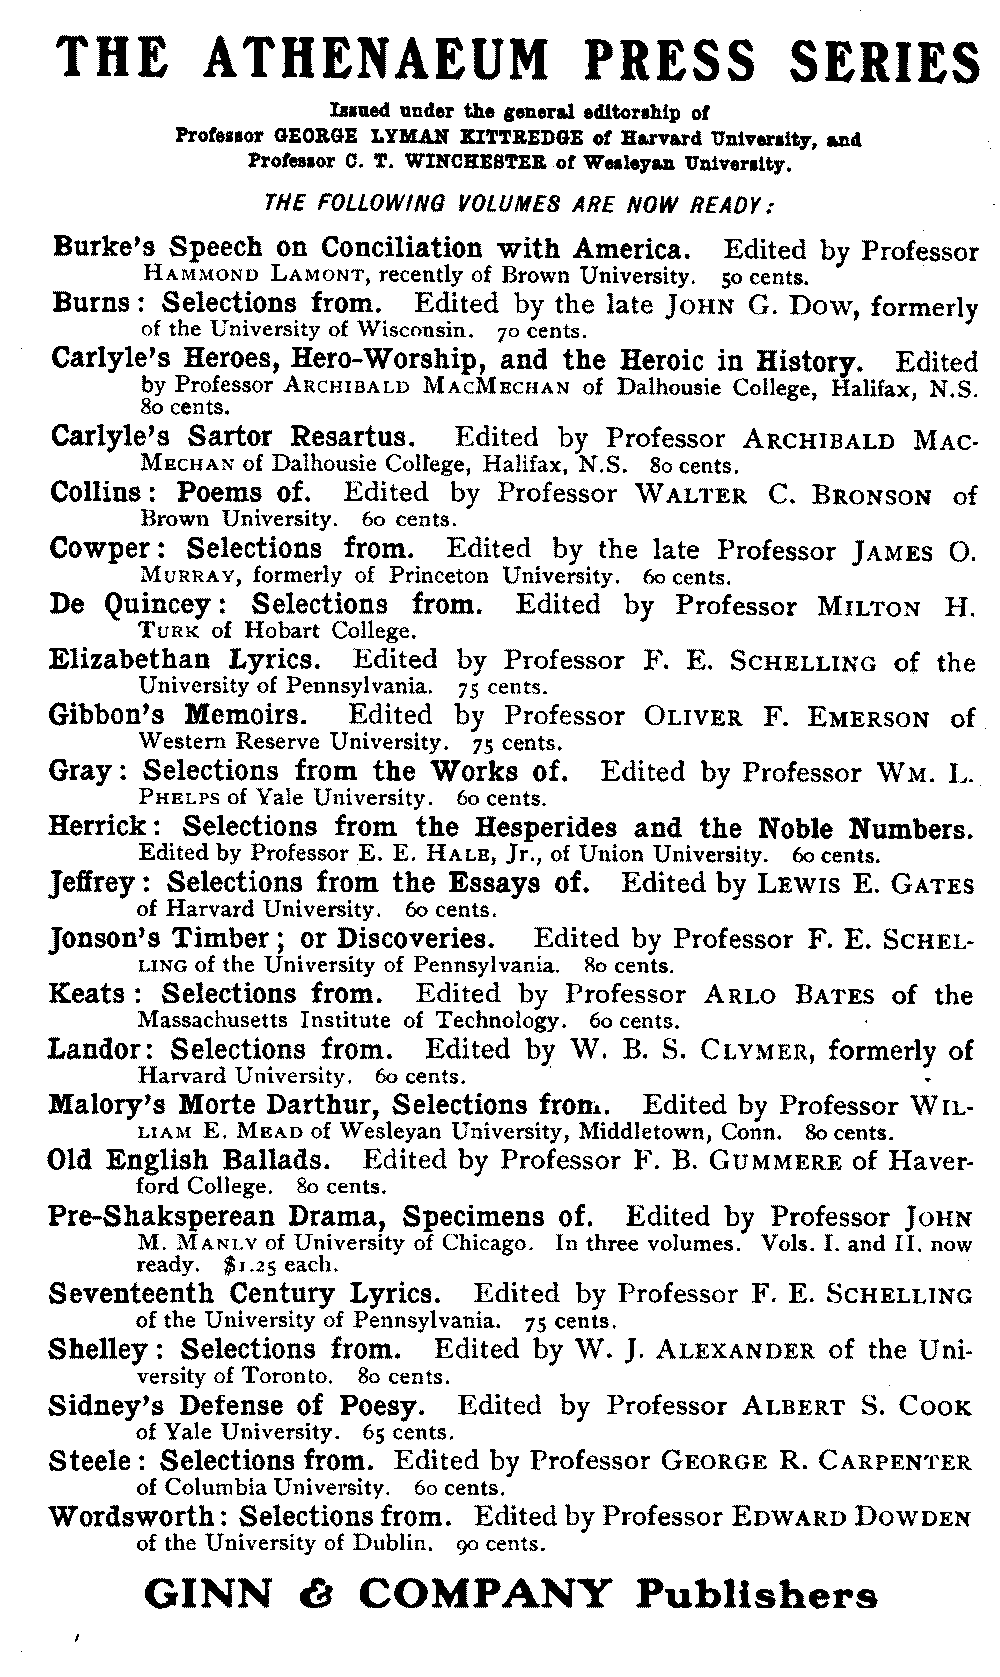 THE ATHENAEUM PRESS SERIES
Issued under the general editorship of
Professor GEORGE LYMAN KITTREDGE of Harvard University, and
Professor C. T. WINCHESTER of Wesleyan University.
THE FOLLOWING VOLUMES ARE NOW READY:
Burke's Speech on Conciliation with America. Edited by Professor
HAMMOND LAMONT, recently of Brown University. 50 cents.
Burns: Selections from. Edited by the late JOHN G. DOW, formerly
of the University of Wisconsin. 70 cents.
Carlyle's Heroes, Hero-Worship, and the Heroic in History. Edited
by Professor ARCHIBALD MACMECHAN of Dalhousie College, Halifax, N.S.
80 cents.
Carlyle's Sartor Resartus. Edited by Professor ARCHIBALD MAC-
MECHAN of Dalhousie College, Halifax, N.S. 80 cents.
Collins: Poems of. Edited by Professor WALTER C. BRONSON of
Brown University. 60 cents.
Cowper: Selections from. Edited by the late Professor JAMES O.
MURRAY, formerly of Princeton University. 60 cents.
De Quincey: Selections from. Edited by Professor MILTON H.
TURK of Hobart College.
Elizabethan Lyrics. Edited by Professor F. E. SCHELLING of the
University of Pennsylvania. 75 cents.
Gibbon's Memoirs. Edited by Professor OLIVER F. EMERSON of
Western Reserve University. 75 cents.
Gray: Selections from the Works of. Edited by Professor WM. L.
PHELPS of Yale University. 60 cents.
Herrick: Selections from the Hesperides and the Noble Numbers.
Edited by Professor E. E. HALE, Jr., of Union University. 60 cents.
Jeffrey: Selections from the Essays of. Edited by LEWIS E. GATES
of Harvard University. 60 cents.
Jonson's Timber; or Discoveries. Edited by Professor F. E. SCHEL-
LING of the University of Pennsylvania. 80 cents.
Keats: Selections from. Edited by Professor ARLO BATES of the
Massachusetts Institute of Technology. 60 cents.
Landor: Selections from. Edited by W. B. S. CLYMER, formerly of
Harvard University. 60 cents.
Malory's Morte Darthur, Selections from. Edited by Professor WIL-
LIAM E. MEAD of Wesleyan University, Middletown, Conn. 80 cents.
Old English Ballads. Edited by Professor F. B. GUMMERE of Haver-
ford College. 80 cents.
Pre-Shaksperean Drama, Specimens of. Edited by Professor JOHN
M. MANLY of University of Chicago. In three volumes. Vols. I. and II. now
ready. $1.25 each.
Seventeenth Century Lyrics. Edited by Professor F. E. SCHELLING
of the University of Pennsylvania. 75 cents.
Shelley: Selections from. Edited by W. J. ALEXANDER of the Uni-
versity of Toronto. 80 cents.
Sidney's Defense of Poesy. Edited by Professor ALBERT S. COOK
of Yale University. 65 cents.
Steele: Selections from. Edited by Professor GEORGE R. CARPENTER
of Columbia University. 60 cents.
Wordsworth: Selections from. Edited by Professor EDWARD DOWDEN
of the University of Dublin. 90 cents.
GINN & COMPANY Publishers